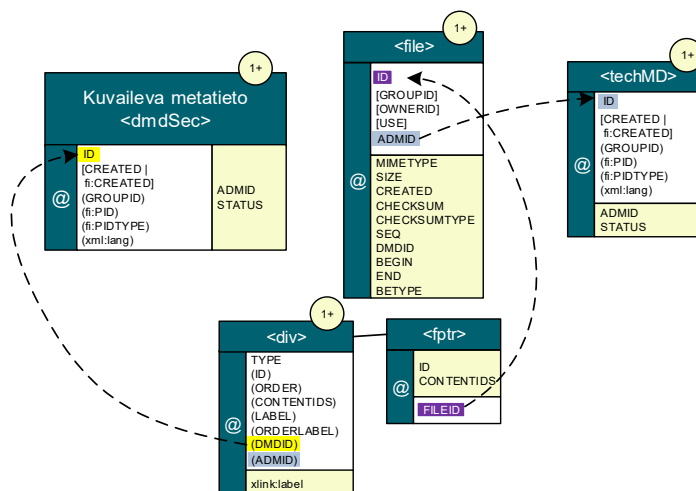 1+
Kuvaileva metatieto
<dmdSec>
@
ID
[CREATED |
fi:CREATED]
(GROUPID)
(fi:PID)
(fi:PIDTYPE)
(xml:lang)
ADMID
STATUS
1+
<file>
@
ID
[GROUPID]
[OWNERID]
[USE]
ADMID
MIMETYPE
SIZE
CREATED
CHECKSUM
CHECKSUMTYPE
SEQ
DMDID
BEGIN
END
BETYPE
1+
<techMD>
@
ID
[CREATED |
fi:CREATED]
(GROUPID)
(fi:PID)
(fi:PIDTYPE)
(xml:lang)
ADMID
STATUS
1+
<div>
@
TYPE
(ID)
(ORDER)
(CONTENTIDS)
(LABEL)
(ORDERLABEL)
(DMDID)
(ADMID)
xlink:label
<fptr>
@
ID
CONTENTIDS
FILEID